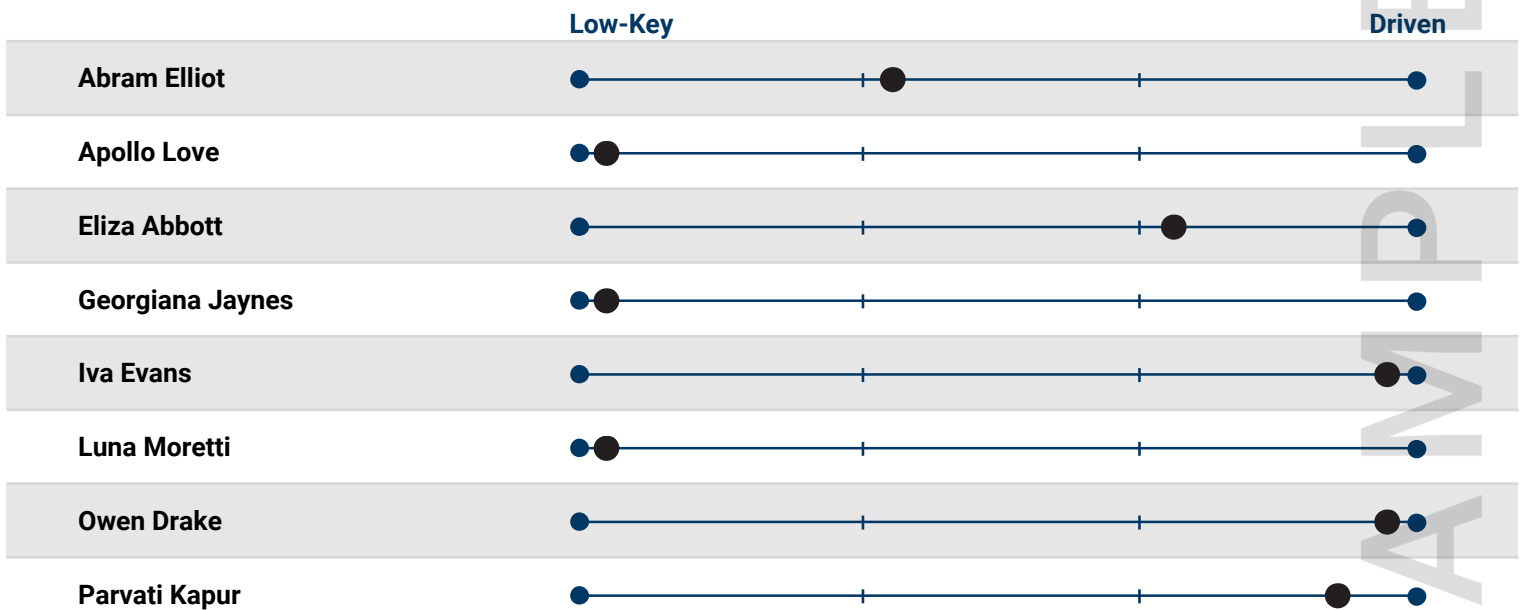 Low-Key Driven
Abram Elliot
Apollo Love
Eliza Abbott
Georgiana Jaynes
Iva Evans
Luna Moretti
Owen Drake
Parvati Kapur
A M P L E